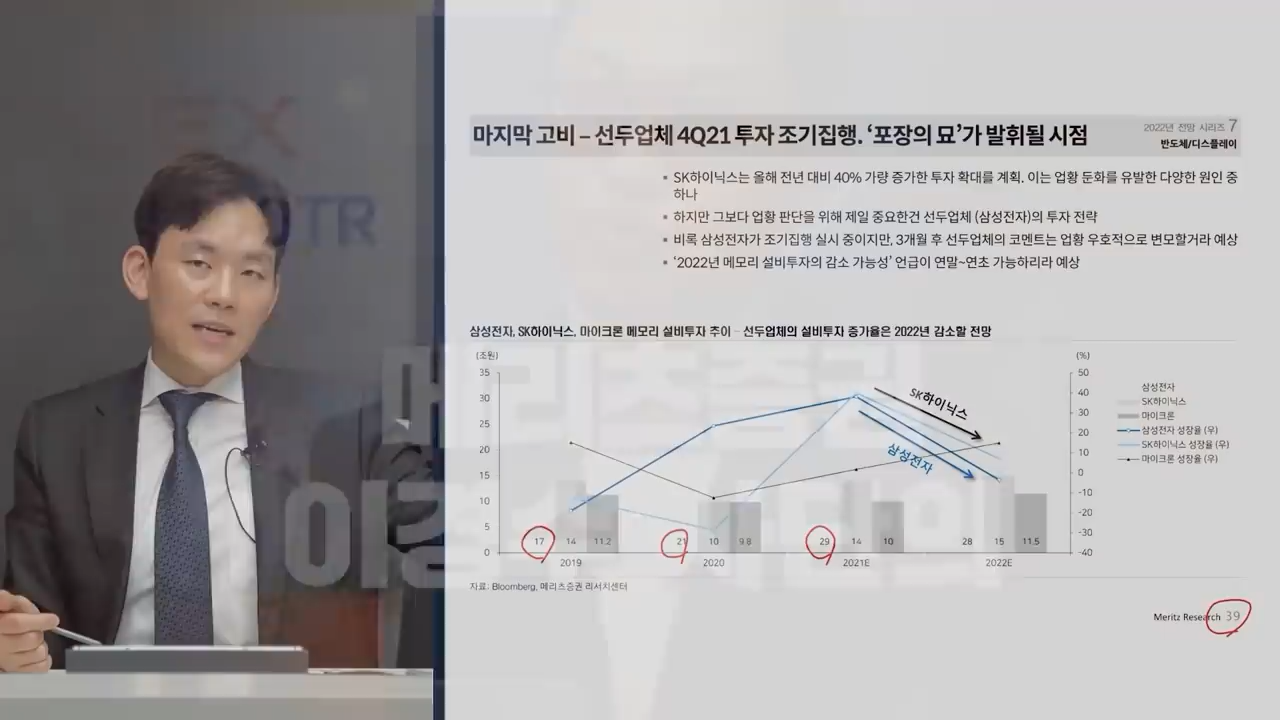 마지막 고비 – 선두업체 4Q21 투자 조기집행. ‘포장의 묘’가 발휘될 시점
2022년 전망 시리즈 7
반도체/디스플레이
▪ SK하이닉스는 올해 전년 대비 40% 가량 증가한 투자 확대를 계획. 이는 업황 둔화를 유발한 다양한 원인 중
하나
▪ 하지만 그보다 업황 판단을 위해 제일 중요한건 선두업체 (삼성전자)의 투자 전략
▪ 비록 삼성전자가 조기집행 실시 중이지만, 3개월 후 선두업체의 코멘트는 업황 우호적으로 변모할거라 예상
▪ ‘2022년 메모리 설비투자의 감소 가능성’ 언급이 연말~연초 가능하리라 예상
삼성전자, SK하이닉스, 마이크론 메모리 설비투자 추이 – 선두업체의 설비투자 증가율은 2022년 감소할 전망
(조원)
(%)
35
30
25
20
15
10
5
0
50
40
30
20
10
0
-10
-20
-30
-40
SK하이닉스
삼성전자
17 14 11.2
21 10 9.8
29 14 10
28 15 11.5
2019 2020 2021E 2022E
삼성전자
SK하이닉스
마이크론
삼성전자 성장율 (우)
SK하이닉스 성장율 (우)
마이크론 성장율 (우)
자료: Bloomberg, 메리츠증권 리서치센터
Meritz Research 39
메리츠증권